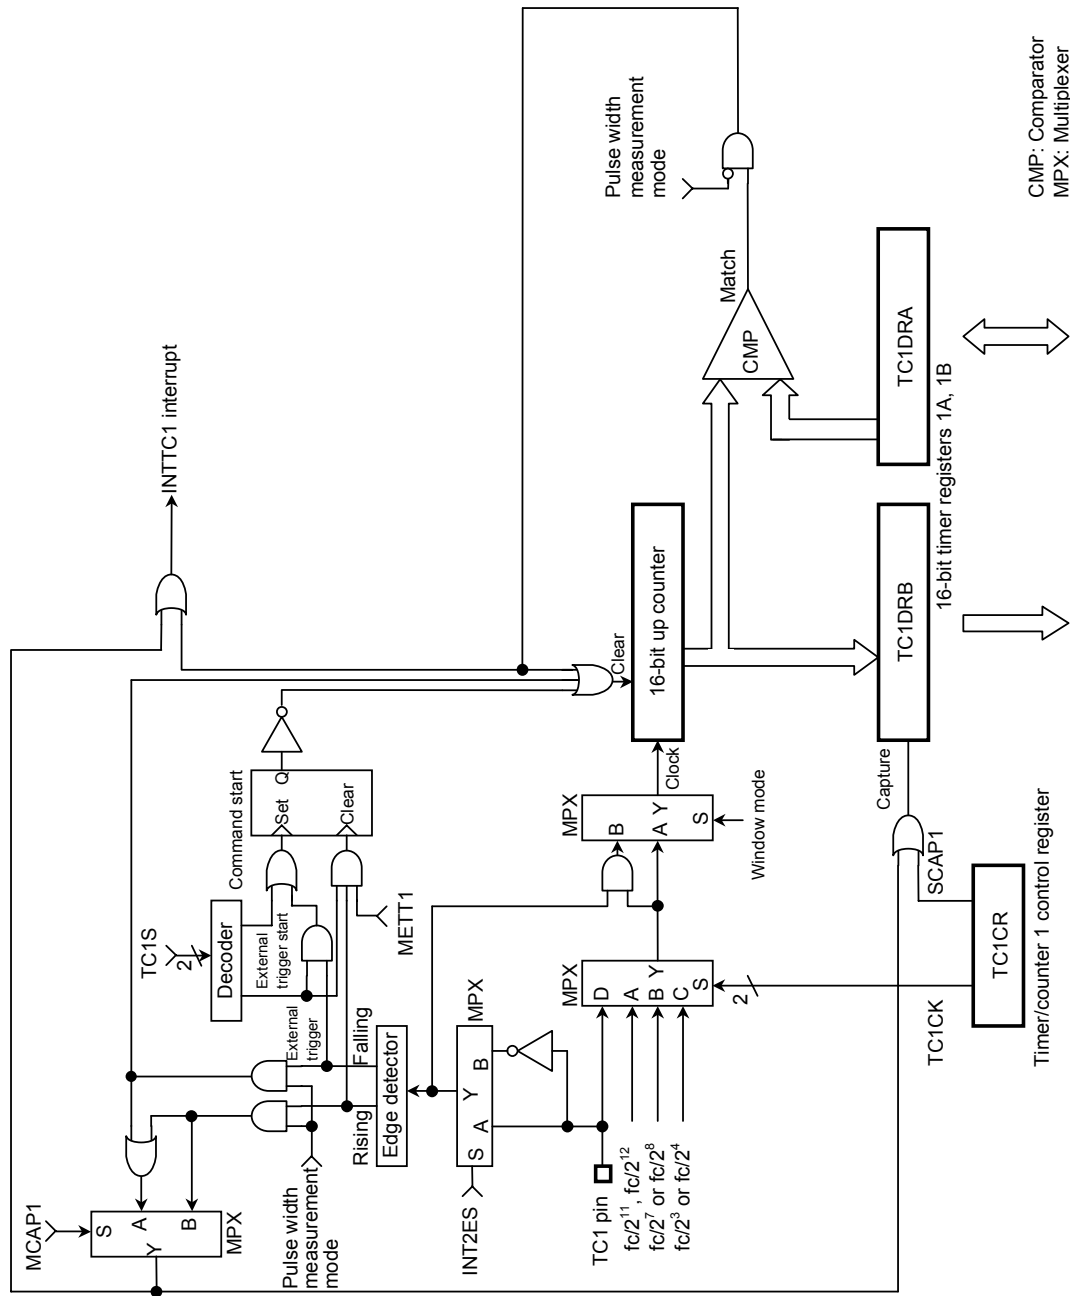 MCAP1
S
A
B
Y
MPX
Pulse width
measurement
mode
TC1S
2
Decoder
External
trigger start
External
trigger
Falling
Rising
Edge detector
Command start
Set
Q
Clear
METT1
INTTC1 interrupt
INT2ES
S
A
Y
B
MPX
TC1 pin
fc/2¹¹, fc/2¹²
fc/2⁷ or fc/2⁸
fc/2³ or fc/2⁴
MPX
D
A
B Y
C
S
2
TC1CK
MPX
B
A Y
S
Window mode
Clock
Clear
16-bit up counter
CMP
Match
Pulse width
measurement
mode
Capture
SCAP1
TC1CR
Timer/counter 1 control register
TC1DRB
TC1DRA
16-bit timer registers 1A, 1B
CMP: Comparator
MPX: Multiplexer